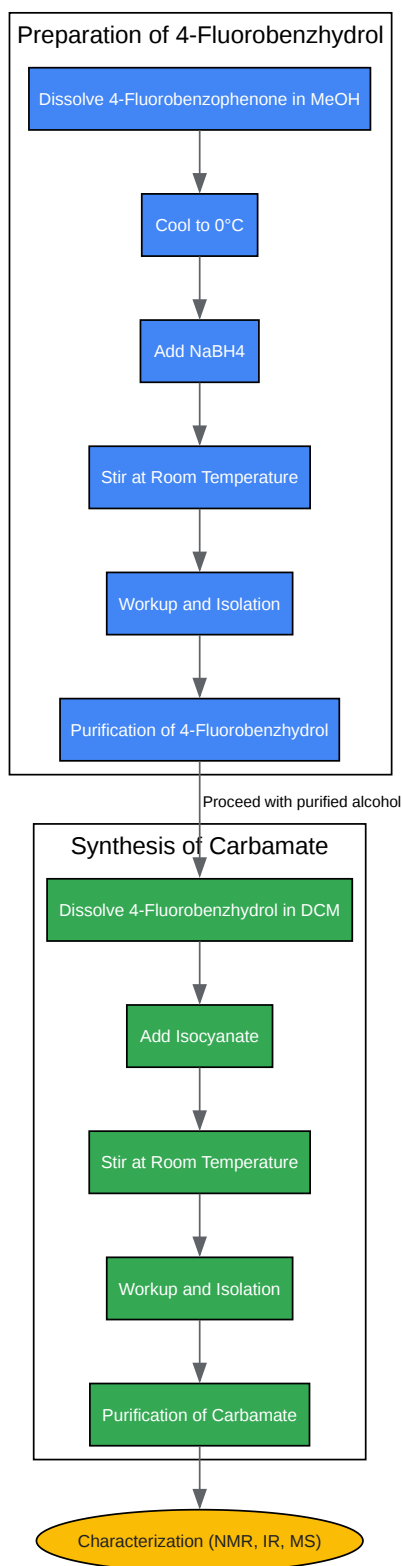 Preparation of 4-Fluorobenzhydrol
Dissolve 4-Fluorobenzophenone in MeOH
Cool to 0°C
Add NaBH4
Stir at Room Temperature
Workup and Isolation
Purification of 4-Fluorobenzhydrol
Proceed with purified alcohol
Synthesis of Carbamate
Dissolve 4-Fluorobenzhydrol in DCM
Add Isocyanate
Stir at Room Temperature
Workup and Isolation
Purification of Carbamate
Characterization (NMR, IR, MS)